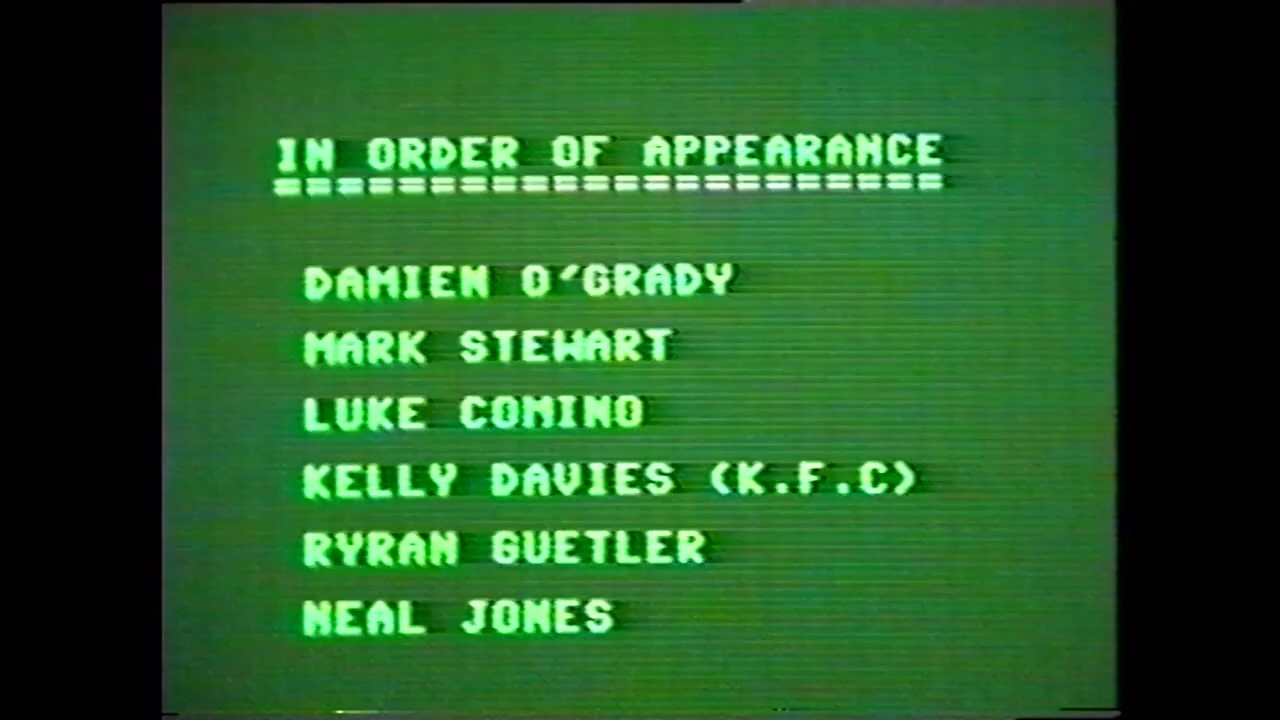 IN ORDER OF APPEARANCE
======================
DAMIEN O'GRADY
MARK STEWART
LUKE COMINO
KELLY DAVIES (K.F.C)
RYRAN GUETLER
NEAL JONES